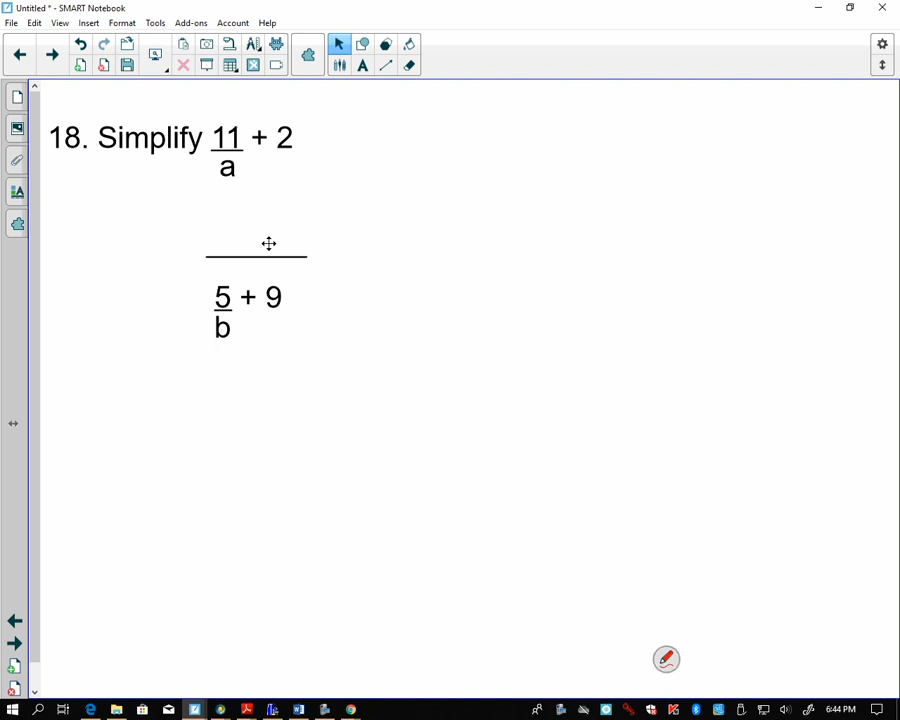 Untitled * - SMART Notebook
File Edit View Insert Format Tools Add-ons Account Help
18. Simplify 11 + 2
a
5 + 9
b
6:44 PM